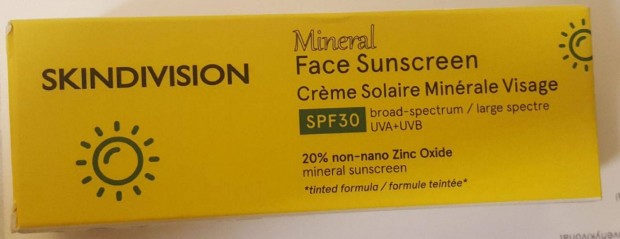 SKINDIVISION
Mineral
Face Sunscreen
Crème Solaire Minérale Visage
SPF30 broad-spectrum / large spectre
UVA+UVB
20% non-nano Zinc Oxide
mineral sunscreen
*tinted formula / formule teintée*